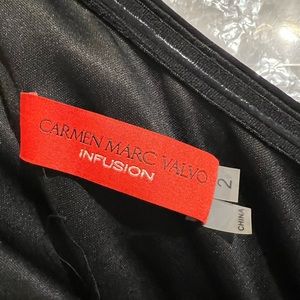 CARMEN MARC VALVO
INFUSION
2
CHINA